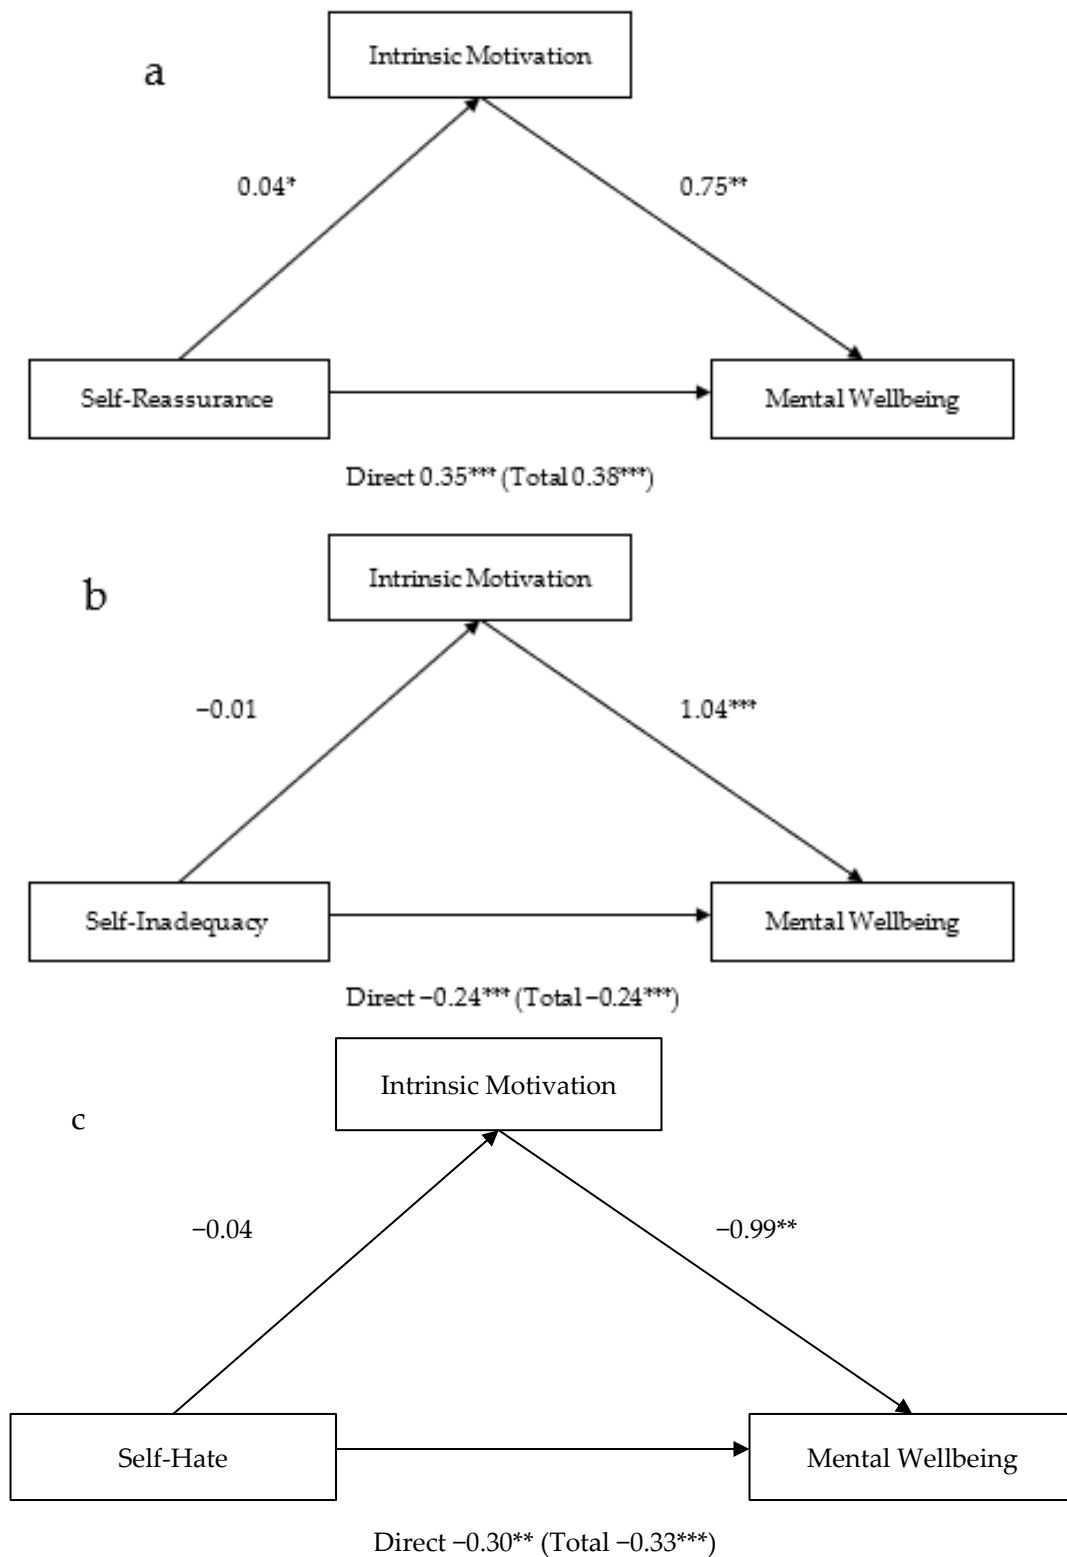 a
Intrinsic Motivation
0.04*
0.75**
Self-Reassurance
Mental Wellbeing
Direct 0.35*** (Total 0.38***)
b
Intrinsic Motivation
−0.01
1.04***
Self-Inadequacy
Mental Wellbeing
Direct −0.24*** (Total −0.24***)
c
Intrinsic Motivation
−0.04
−0.99**
Self-Hate
Mental Wellbeing
Direct −0.30** (Total −0.33***)